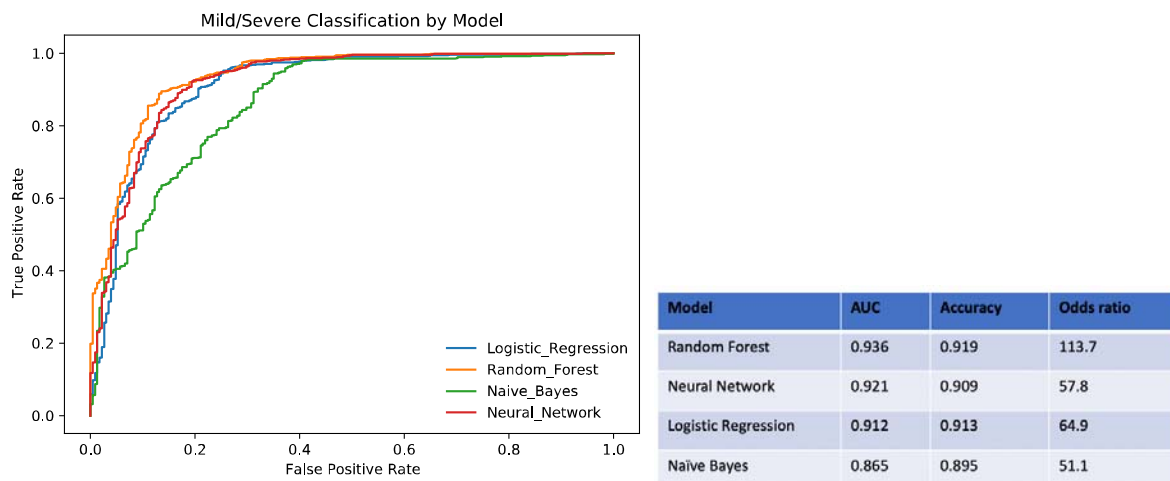 Mild/Severe Classification by Model
1.0
0.8
0.6
0.4
0.2
0.0
True Positive Rate
0.0 0.2 0.4 0.6 0.8 1.0
False Positive Rate
Logistic_Regression
Random_Forest
Naive_Bayes
Neural_Network
Model AUC Accuracy Odds ratio
Random Forest 0.936 0.919 113.7
Neural Network 0.921 0.909 57.8
Logistic Regression 0.912 0.913 64.9
Naïve Bayes 0.865 0.895 51.1